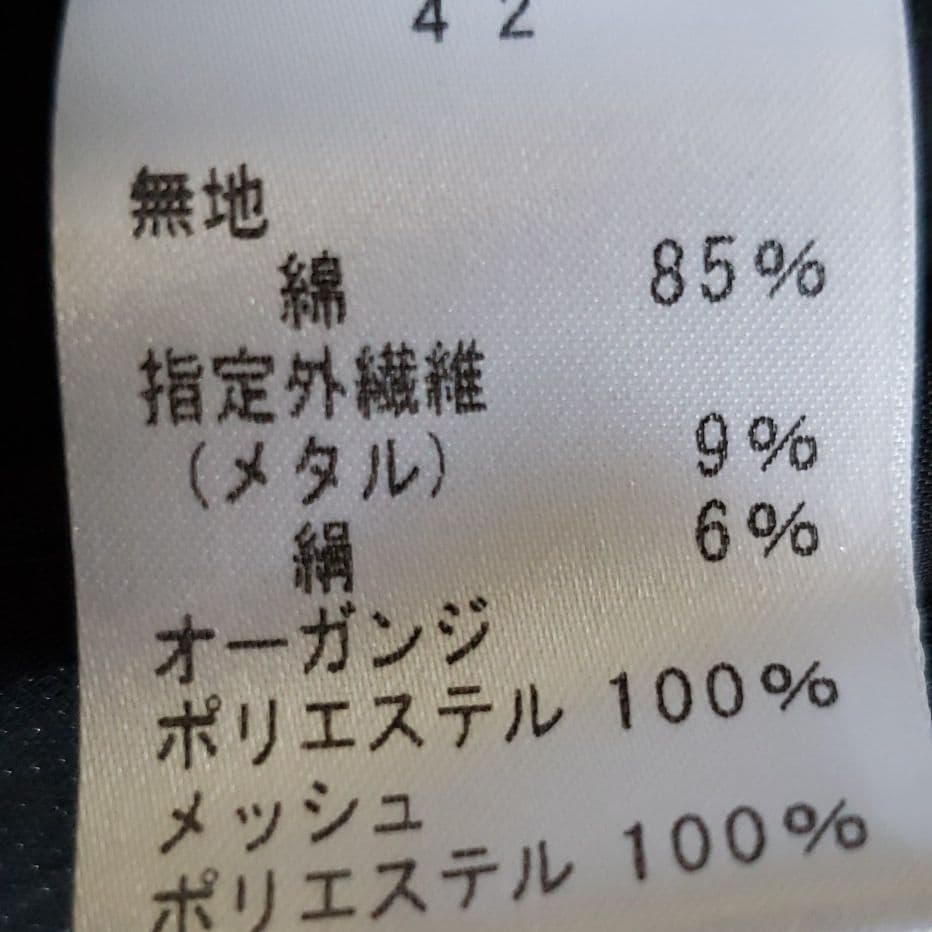 42
無地
綿 85%
指定外繊維
(メタル) 9%
絹 6%
オーガンジ
ポリエステル 100%
メッシュ
ポリエステル 100%